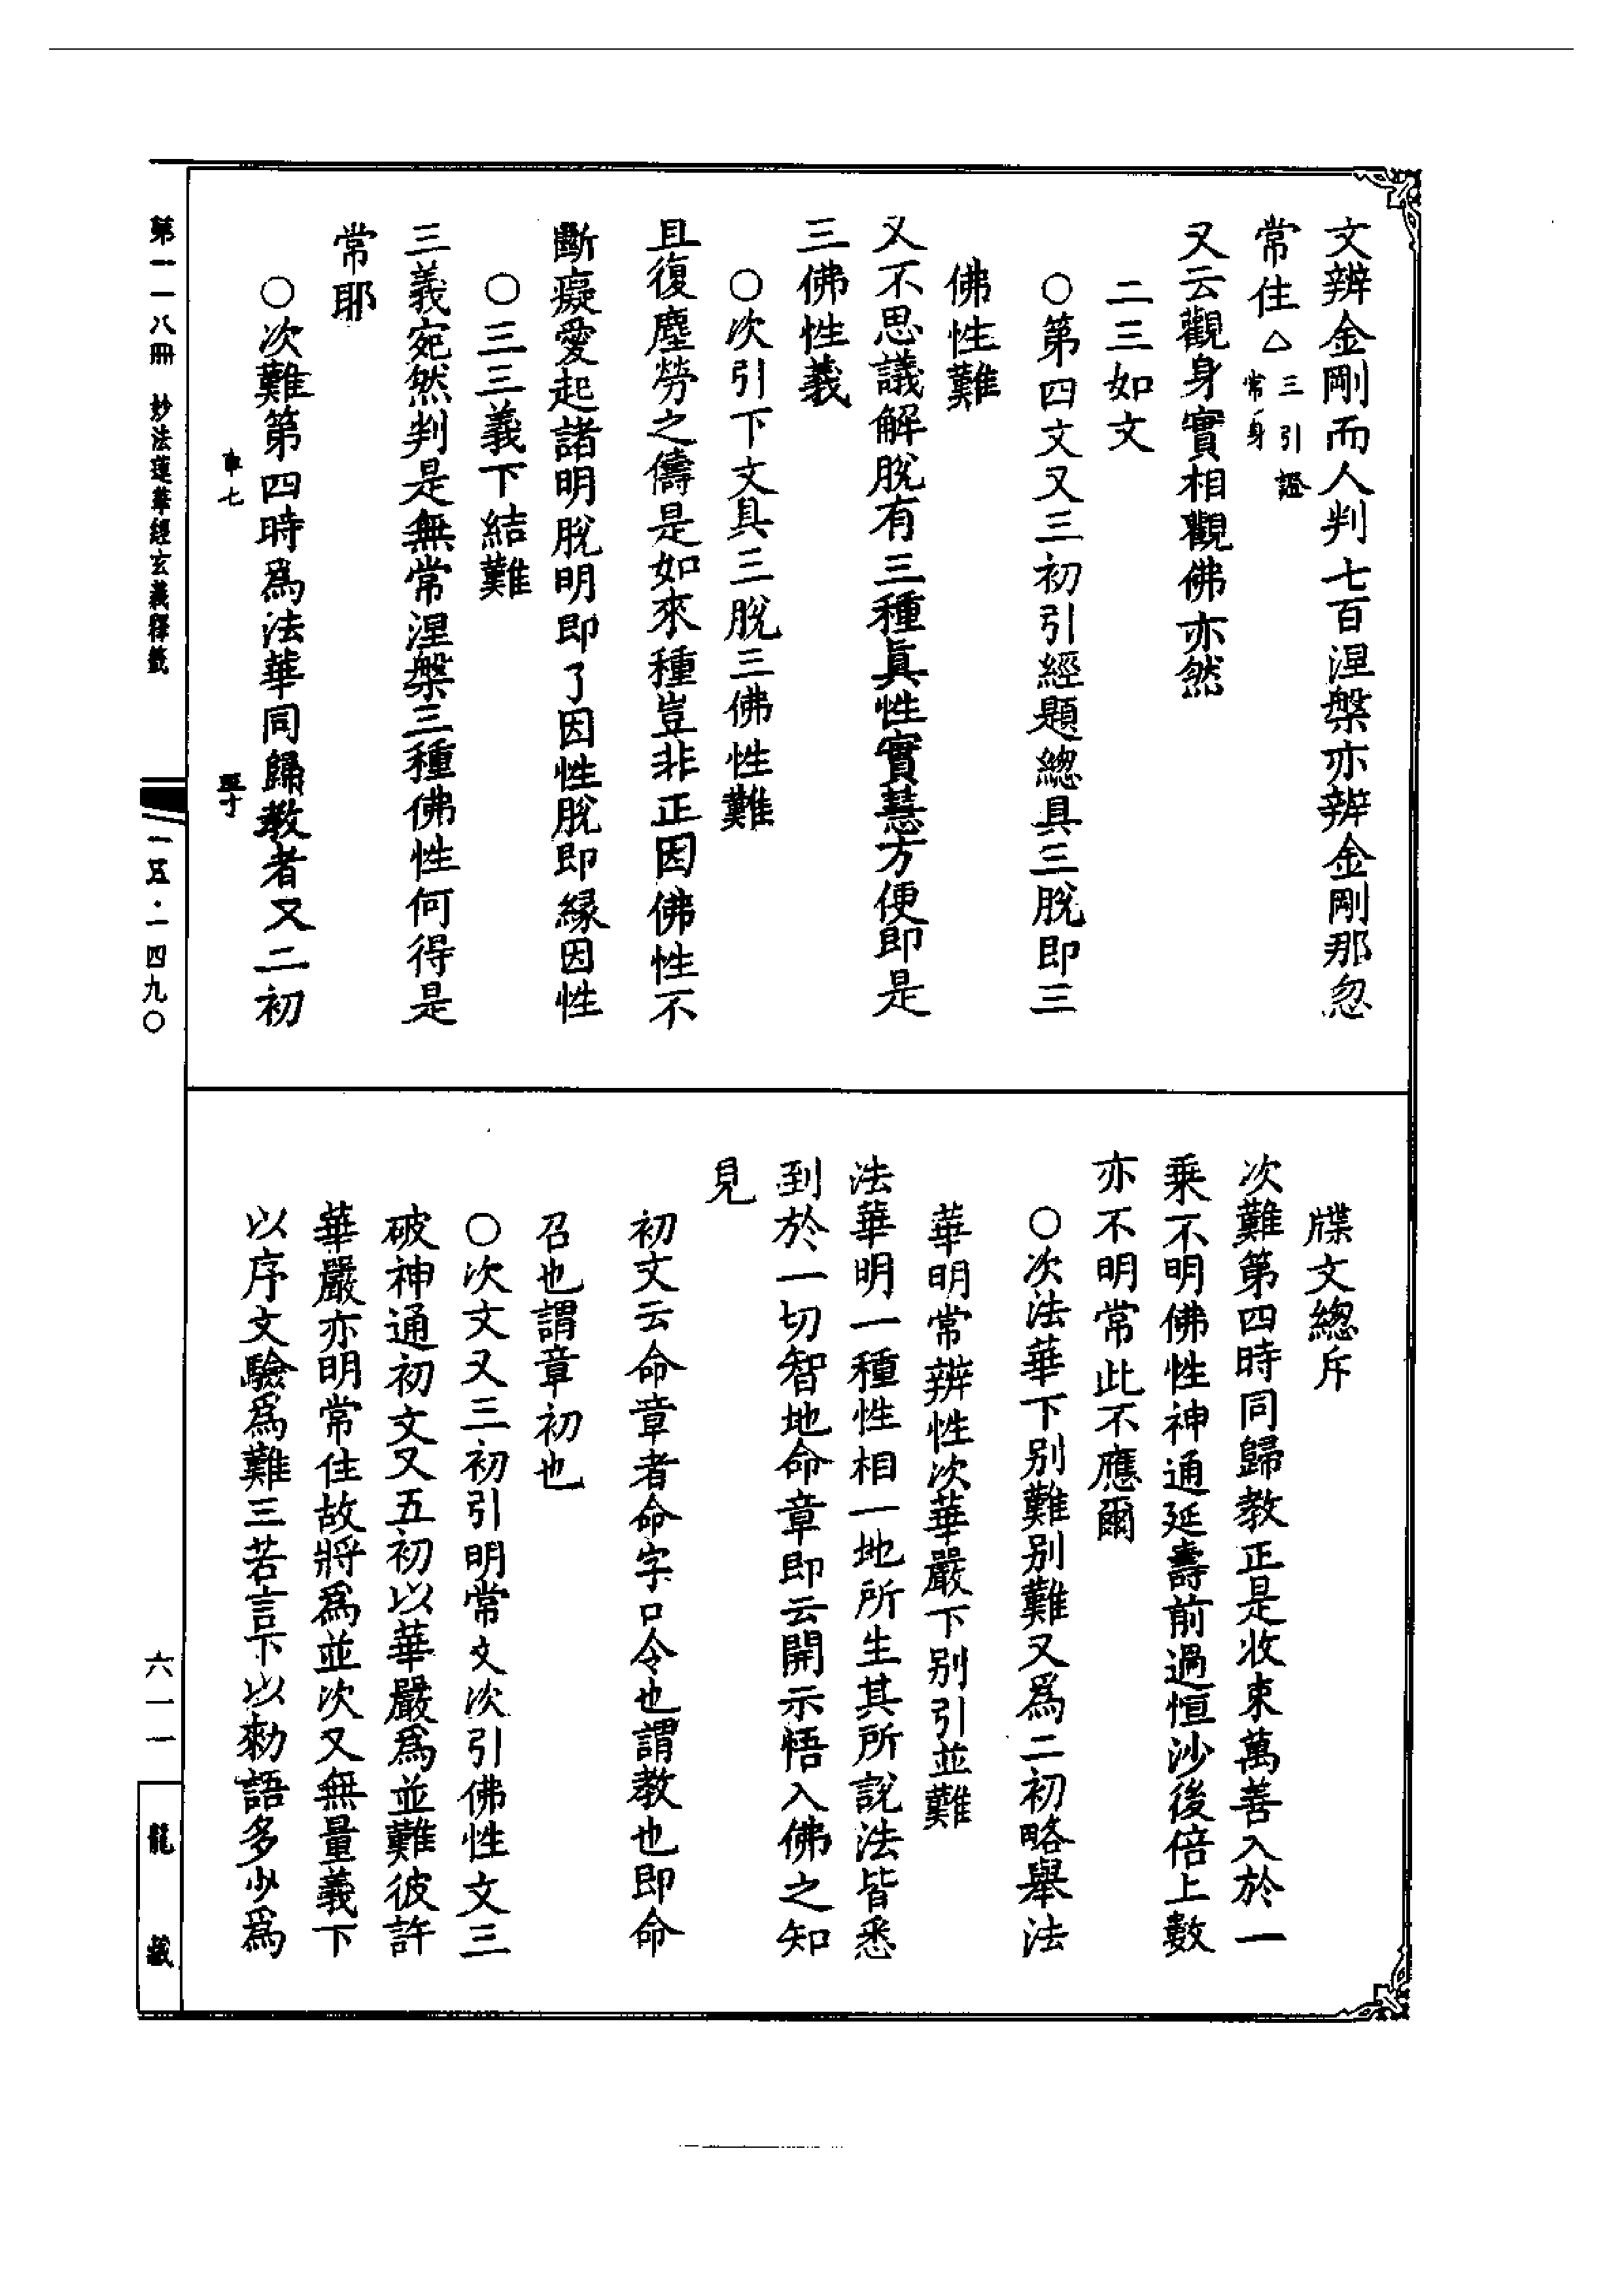 文辨金剛而人判七百涅槃亦辨金剛那忽
常住△三引證常身
又云觀身實相觀佛亦然
二三如文
○第四文又三初引經題總具三脫即三
佛性難
又不思議解脫有三種眞性實慧方便即是
三佛性義
○次引下文具三脫三佛性難
且復塵勞之儔是如來種豈非正因佛性不
斷癡愛起諸明脫明即了因性脫即緣因性
○三三義下結難
三義宛然判是無常涅槃三種佛性何得是
常耶
○次難第四時爲法華同歸教者又二初
牒文總斥
次難第四時同歸教正是收束萬善入於一
乘不明佛性神通延壽前過恒沙後倍上數
亦不明常此不應爾
○次法華下別難別難又爲二初略舉法
華明常辨性次華嚴下別引並難
法華明一種性相一地所生其所說法皆悉
到於一切智地命章即云開示悟入佛之知
見
初文云命章者命字口令也謂教也即命
召也謂章初也
○次文又三初引明常文次引佛性文三
破神通初文又五初以華嚴爲並難彼許
華嚴亦明常住故將爲並次又無量義下
以序文驗爲難三若言下以勑語多少爲
第一一八冊 妙法蓮華經玄義釋籤
一五·一四九〇
六一一
龍藏